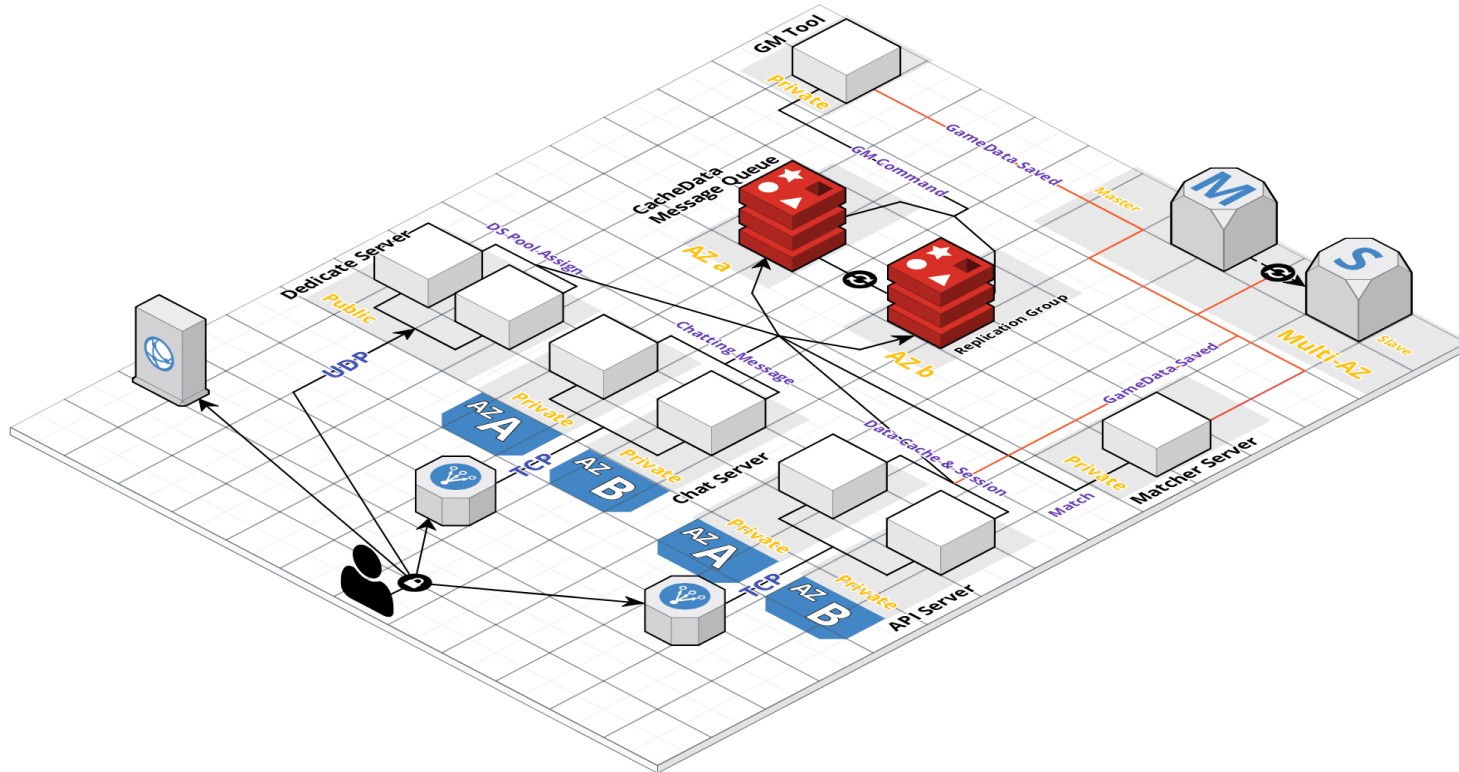 GM Tool
Private
GameData Saved
GM Command
CacheData
Message Queue
AZ a
Master
M
S
Slave
Multi-AZ
Replication Group
AZ b
DS Pool Assign
Dedicate Server
Public
UDP
Chatting Message
Private
AZ A
TCP
Private
AZ B
Chat Server
GameData Saved
Data Cache & Session
Private
Matcher Server
Match
Private
AZ A
TCP
Private
AZ B
API Server